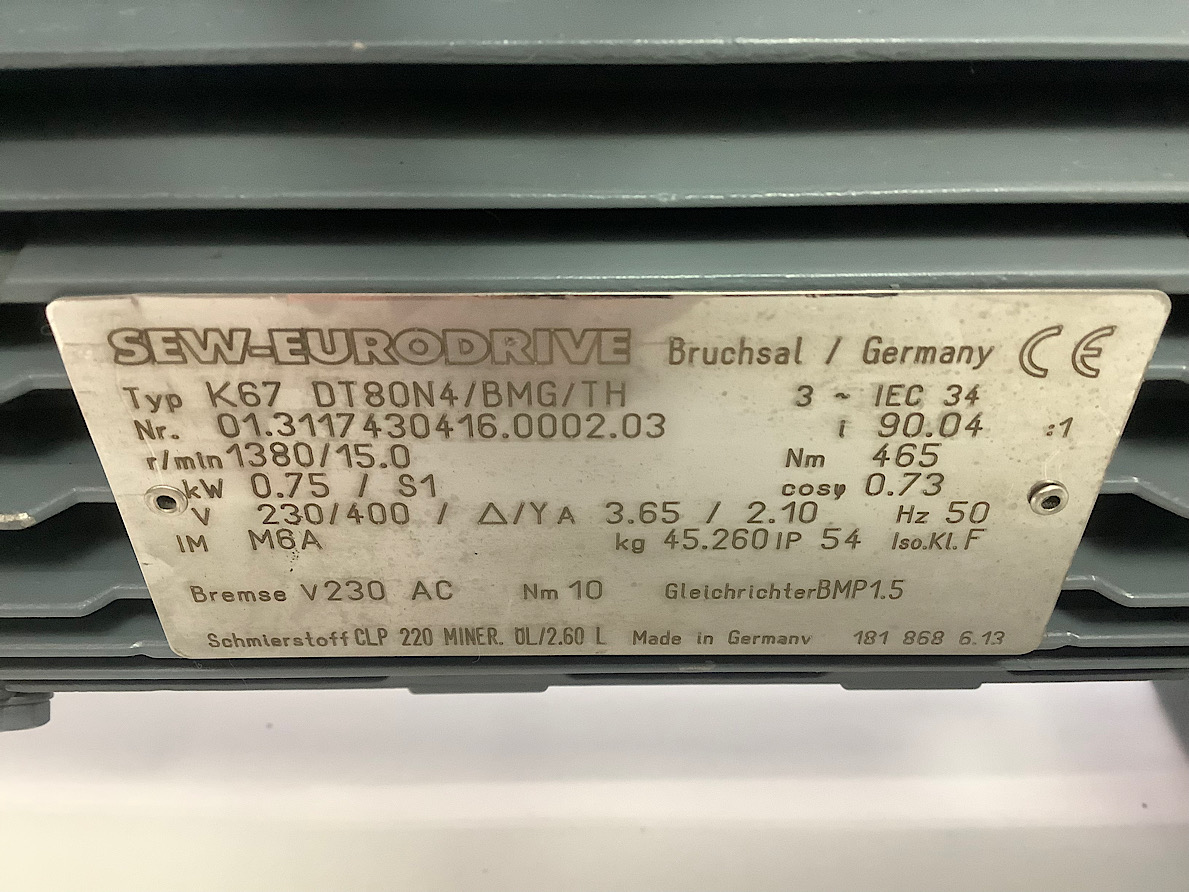 SEW-EURODRIVE Bruchsal / Germany CE
Typ K67 DT80N4/BMG/TH 3 ~ IEC 34
Nr. 01.3117430416.0002.03 i 90.04 :1
r/min 1380/15.0 Nm 465
kW 0.75 / S1 cosφ 0.73
V 230/400 / △/Y A 3.65 / 2.10 Hz 50
IM M6A kg 45.260 IP 54 Iso.Kl. F
Bremse V 230 AC Nm 10 Gleichrichter BMP1.5
Schmierstoff CLP 220 MINER. ÖL/2.60 L Made in Germany 181 868 6.13